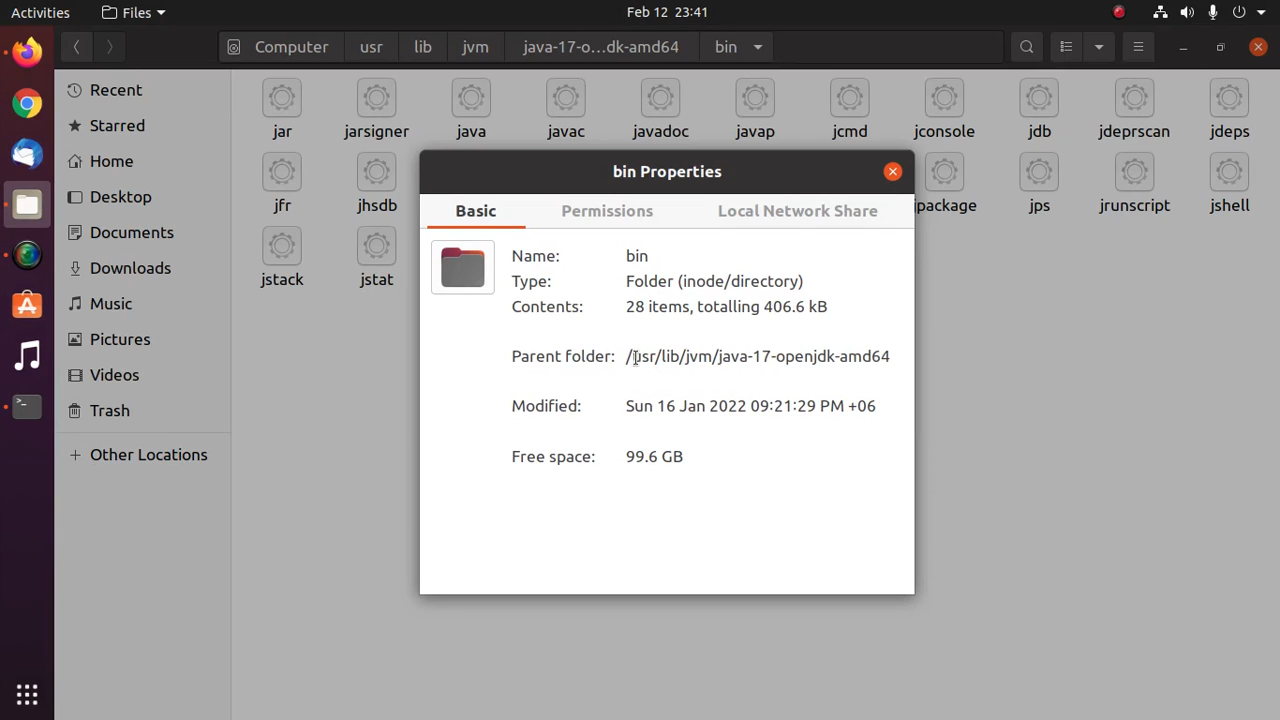 Activities Files Feb 12 23:41
Computer usr lib jvm java-17-o...dk-amd64 bin
Recent
Starred
Home
Desktop
Documents
Downloads
Music
Pictures
Videos
Trash
Other Locations
jar jarsigner java javac javadoc javap jcmd jconsole jdb jdeprscan jdeps
jfr jhsdb jpackage jps jrunscript jshell
jstack jstat
bin Properties
Basic Permissions Local Network Share
Name: bin
Type: Folder (inode/directory)
Contents: 28 items, totalling 406.6 kB
Parent folder: /usr/lib/jvm/java-17-openjdk-amd64
Modified: Sun 16 Jan 2022 09:21:29 PM +06
Free space: 99.6 GB